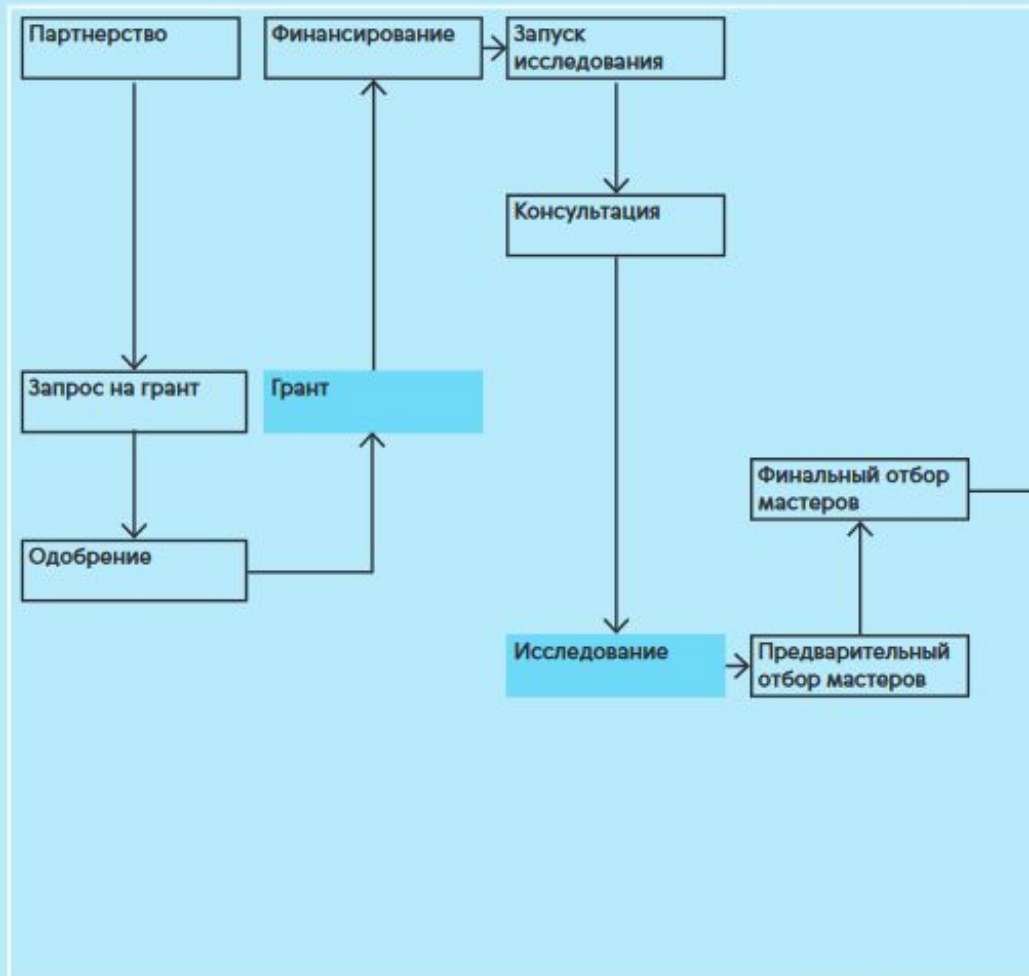 Партнерство
Финансирование
Запуск
исследования
Консультация
Запрос на грант
Грант
Финальный отбор
мастеров
Одобрение
Исследование
Предварительный
отбор мастеров